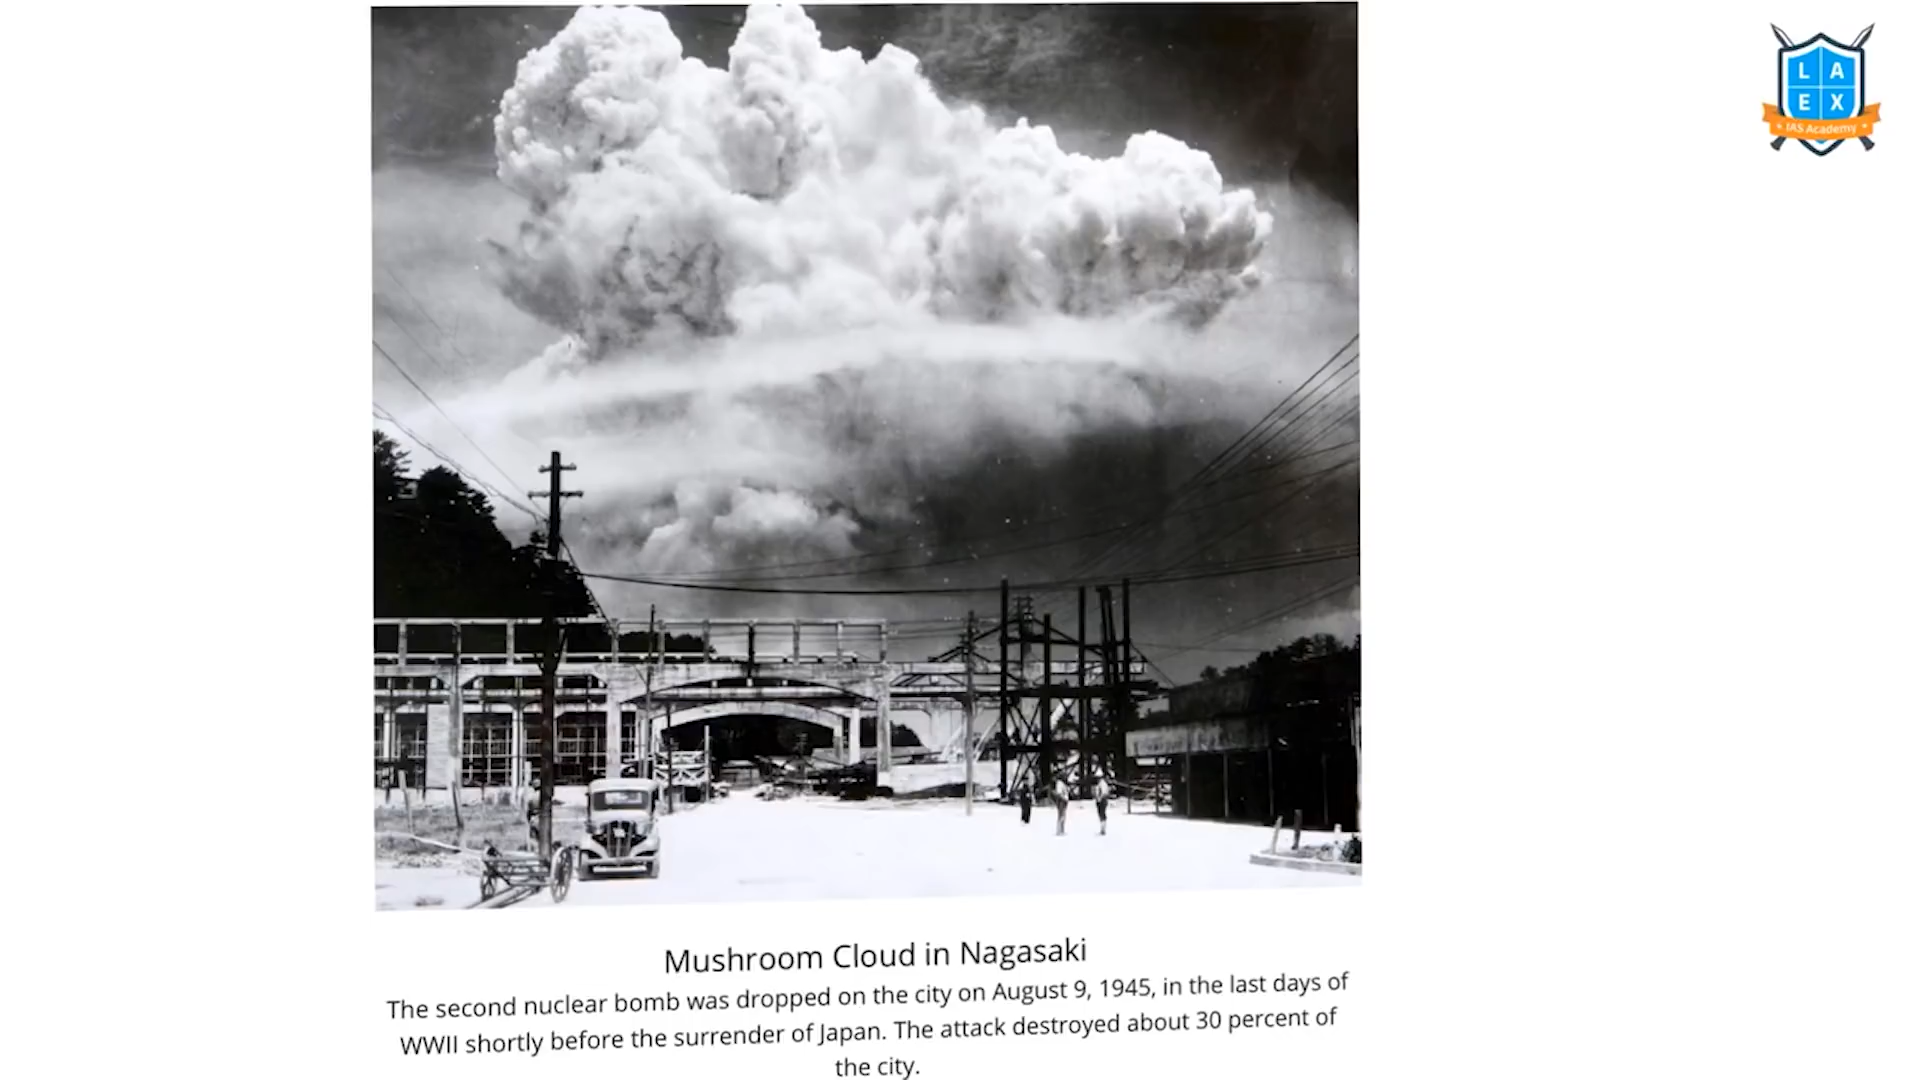 L A
E X
IAS Academy
Mushroom Cloud in Nagasaki
The second nuclear bomb was dropped on the city on August 9, 1945, in the last days of
WWII shortly before the surrender of Japan. The attack destroyed about 30 percent of
the city.